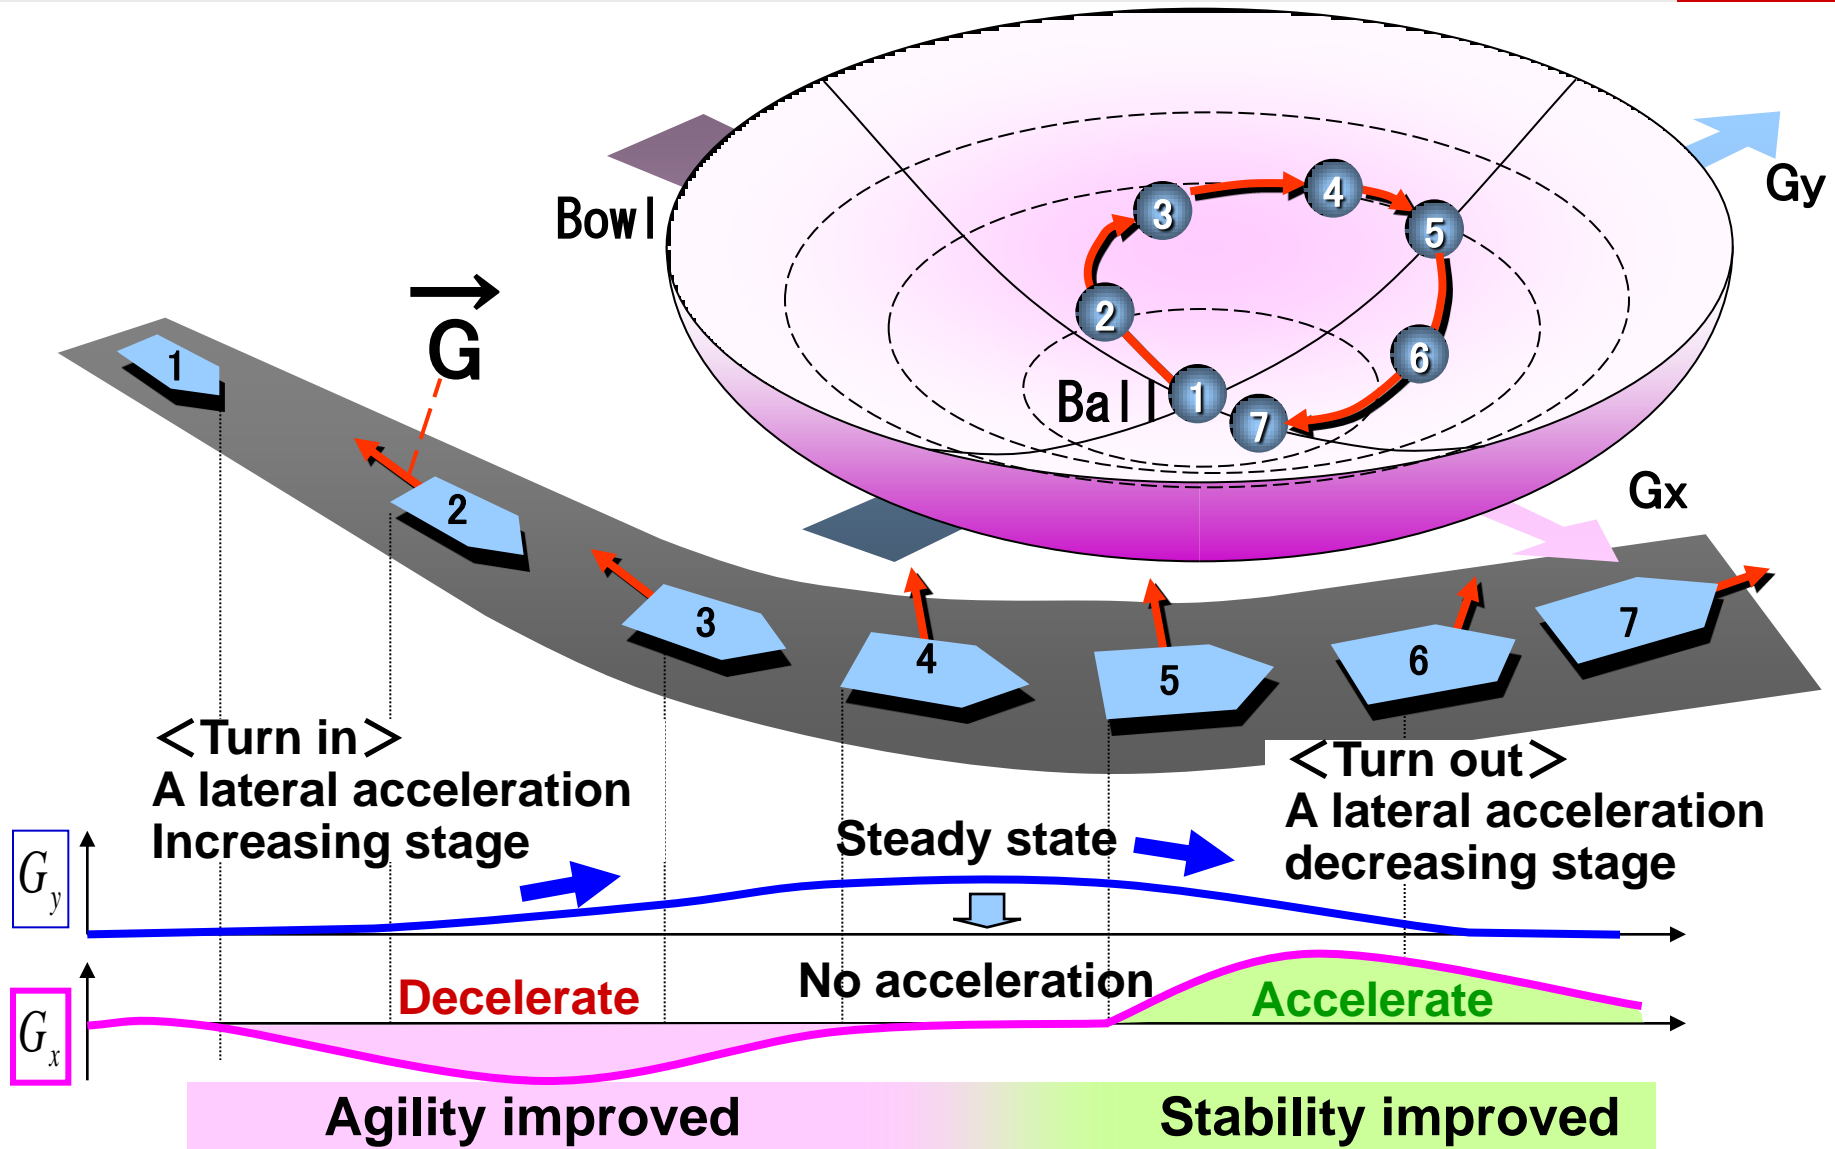 Bowl
Gy
3
4
5
2
6
Ball
1
7
Gx
G
1
2
3
4
5
6
7
<Turn in>
A lateral acceleration
Increasing stage
Steady state
<Turn out>
A lateral acceleration
decreasing stage
Gy
No acceleration
Decelerate
Accelerate
Gx
Agility improved
Stability improved